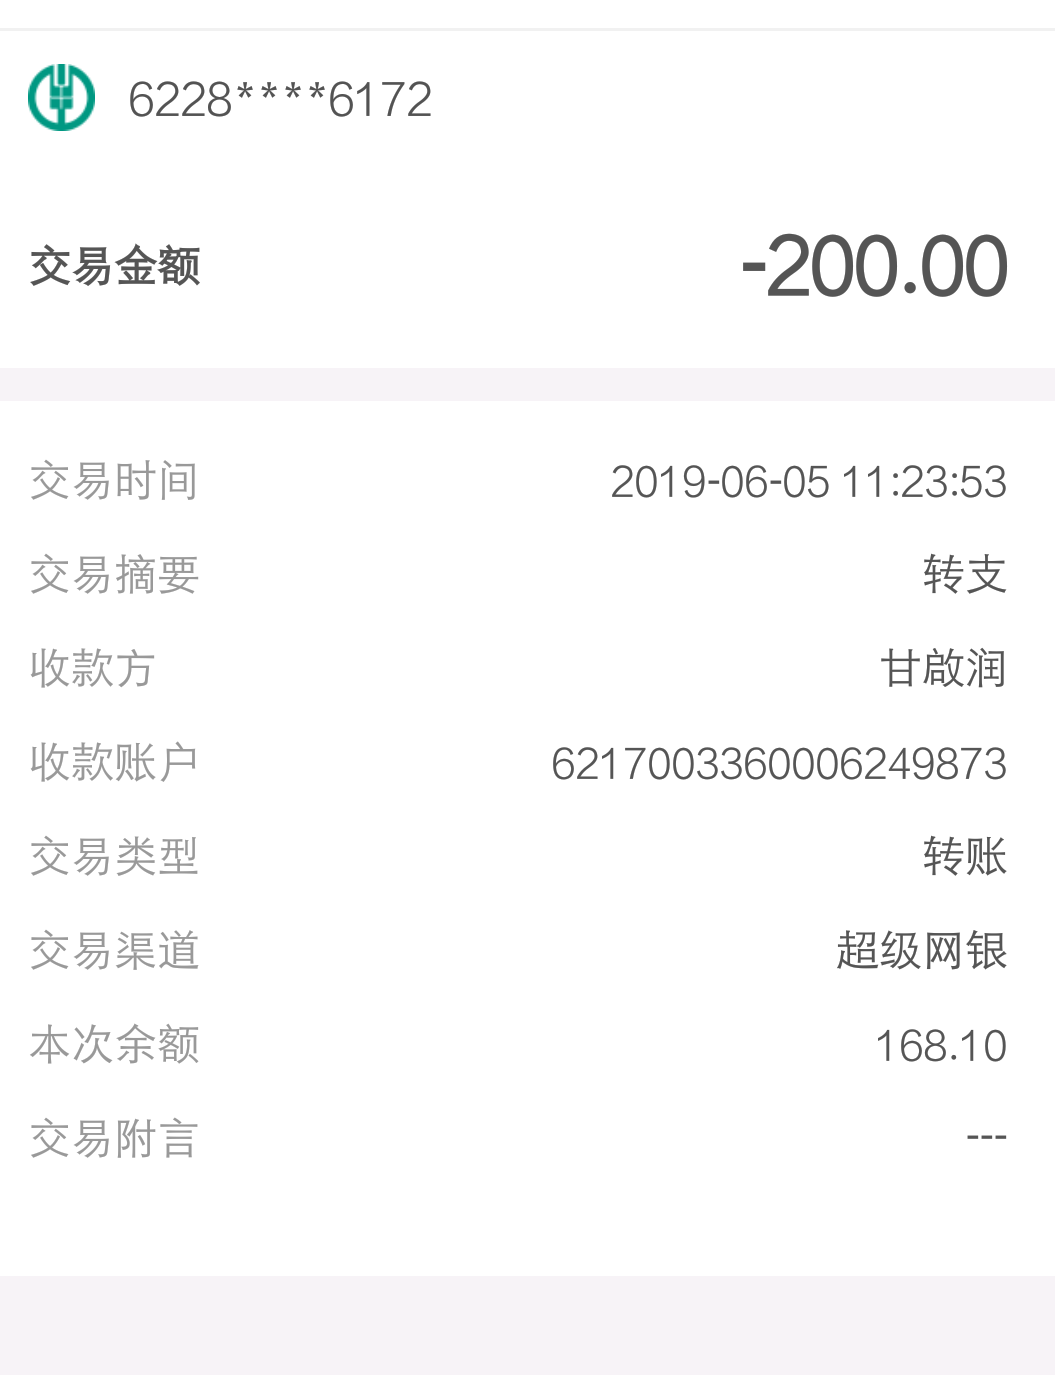 6228****6172
交易金额 -200.00
交易时间 2019-06-05 11:23:53
交易摘要 转支
收款方 甘啟润
收款账户 6217003360006249873
交易类型 转账
交易渠道 超级网银
本次余额 168.10
交易附言 ---